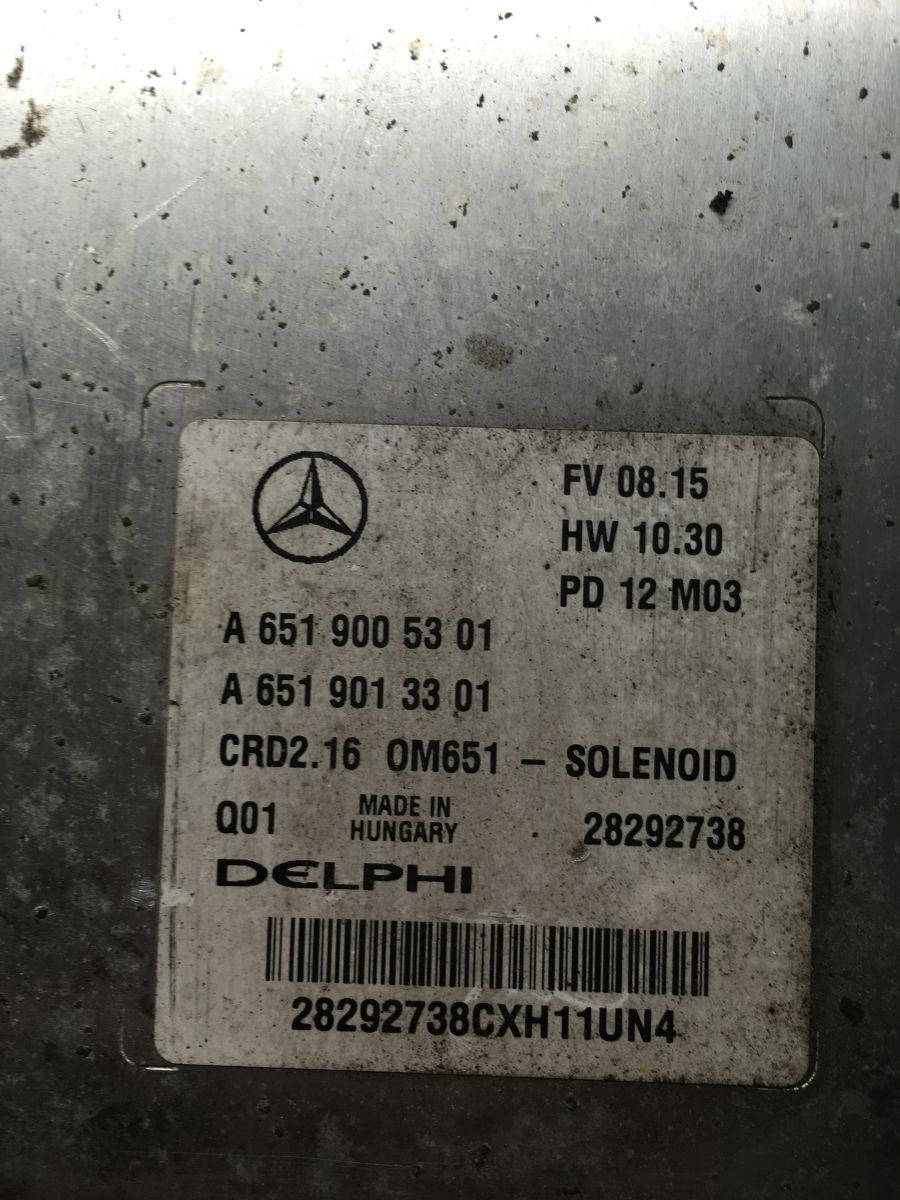 FV 08.15
HW 10.30
PD 12 M03
A 651 900 53 01
A 651 901 33 01
CRD2.16 OM651 – SOLENOID
Q01 MADE IN HUNGARY 28292738
DELPHI
28292738CXH11UN4